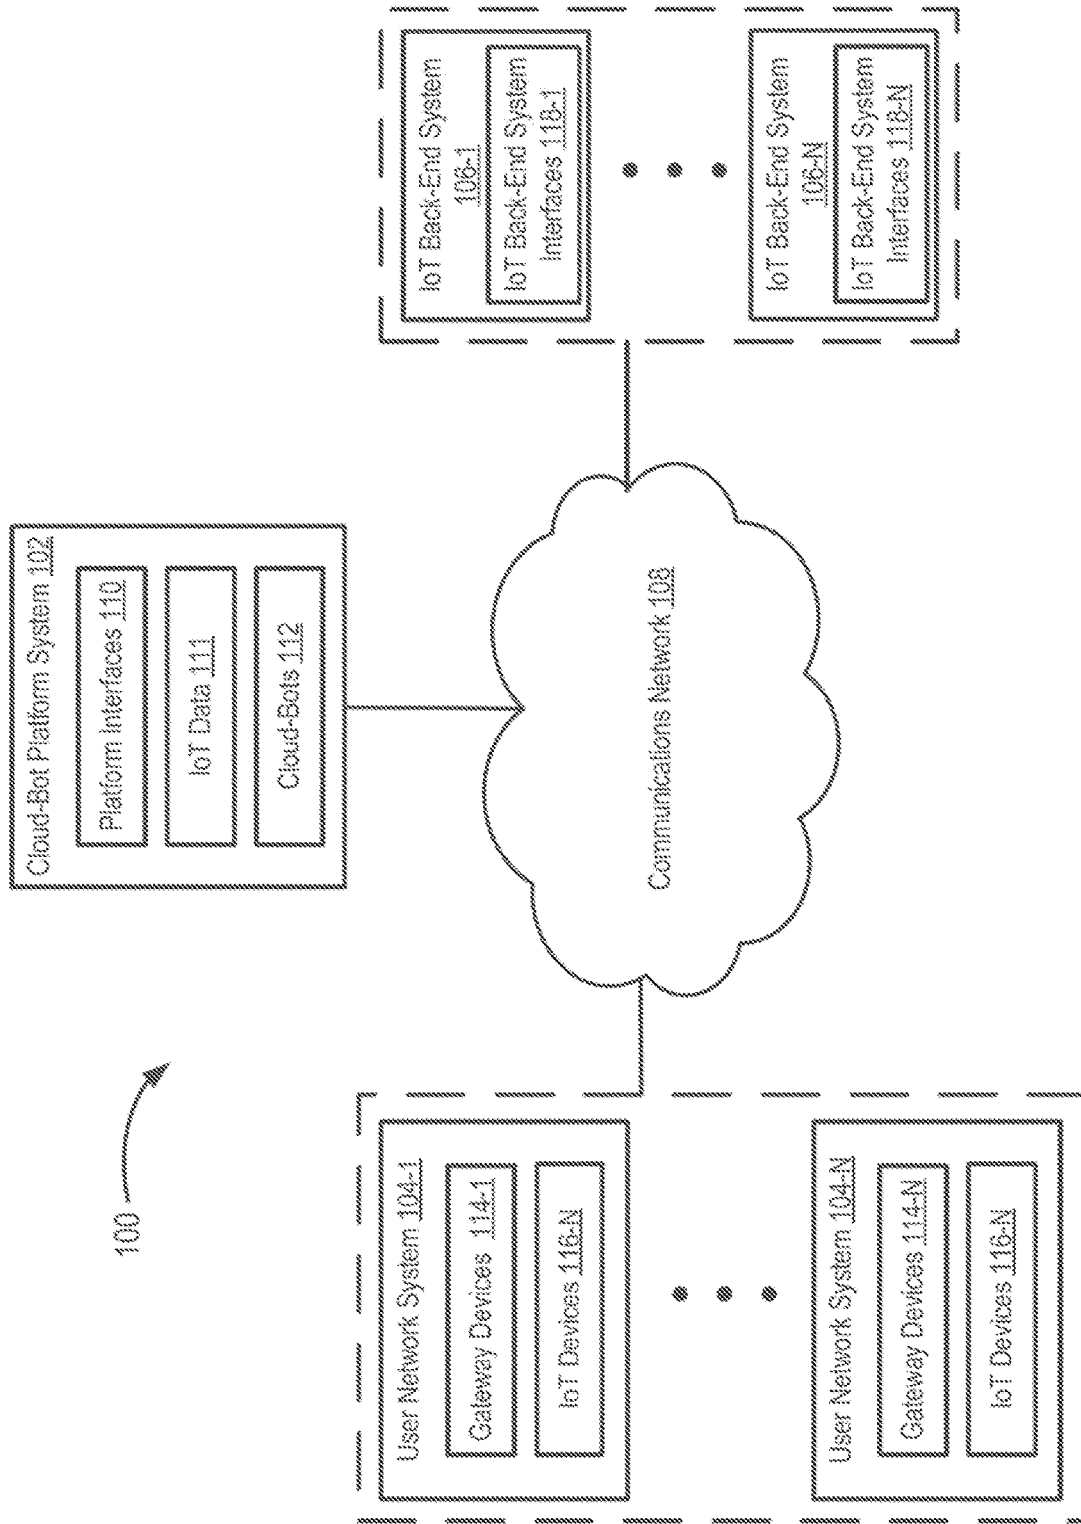 100
Cloud-Bot Platform System 102
Platform Interfaces 110
IoT Data 111
Cloud-Bots 112
User Network System 104-1
Gateway Devices 114-1
IoT Devices 116-N
User Network System 104-N
Gateway Devices 114-N
IoT Devices 116-N
Communications Network 108
IoT Back-End System
106-1
IoT Back-End System
Interfaces 118-1
IoT Back-End System
106-N
IoT Back-End System
Interfaces 118-N